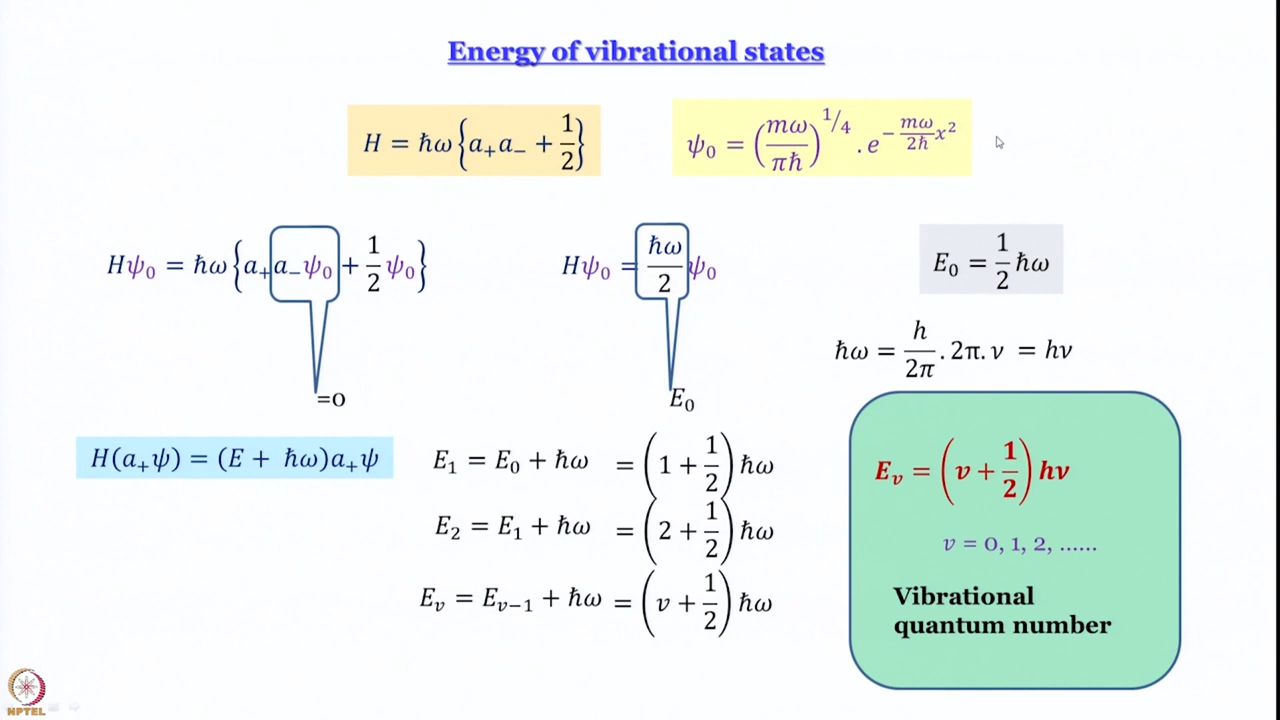 Energy of vibrational states
H = ħω{a₊a₋ + 1/2}
ψ₀ = (mω/πħ)^1/4 . e^(−(mω/2ħ)x²)
Hψ₀ = ħω{a₊a₋ψ₀ + 1/2 ψ₀}
=0
Hψ₀ = ħω/2 ψ₀
E₀
E₀ = 1/2 ħω
ħω = h/2π . 2π. ν = hν
H(a₊ψ) = (E + ħω)a₊ψ
E₁ = E₀ + ħω = (1 + 1/2)ħω
E₂ = E₁ + ħω = (2 + 1/2)ħω
Eᵥ = Eᵥ₋₁ + ħω = (v + 1/2)ħω
Eᵥ = (v + 1/2)hν
v = 0, 1, 2, ......
Vibrational
quantum number
NPTEL